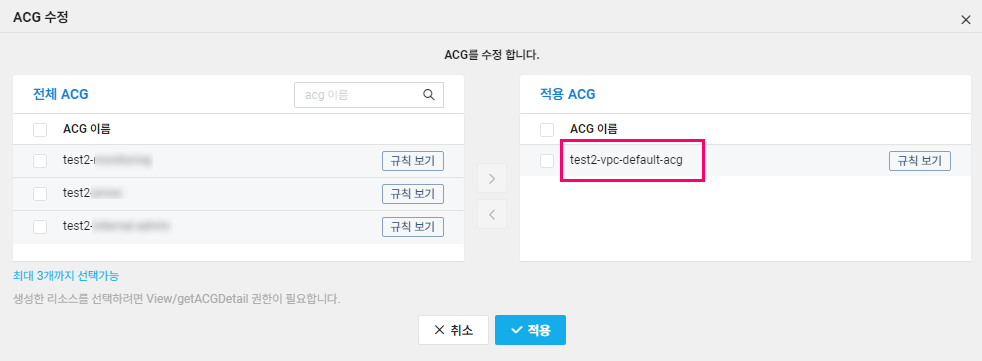 ACG 수정
ACG를 수정 합니다.
전체 ACG
acg 이름
ACG 이름
test2-
규칙 보기
test2-
규칙 보기
test2-
규칙 보기
적용 ACG
ACG 이름
test2-vpc-default-acg
규칙 보기
최대 3개까지 선택가능
생성한 리소스를 선택하려면 View/getACGDetail 권한이 필요합니다.
취소
적용